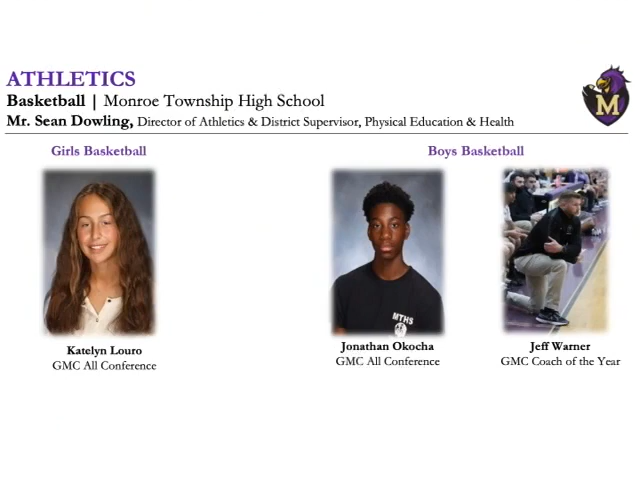 ATHLETICS
Basketball | Monroe Township High School
Mr. Sean Dowling, Director of Athletics & District Supervisor, Physical Education & Health
M
Girls Basketball
Boys Basketball
MTHS
Katelyn Louro
GMC All Conference
Jonathan Okocha
GMC All Conference
Jeff Warner
GMC Coach of the Year